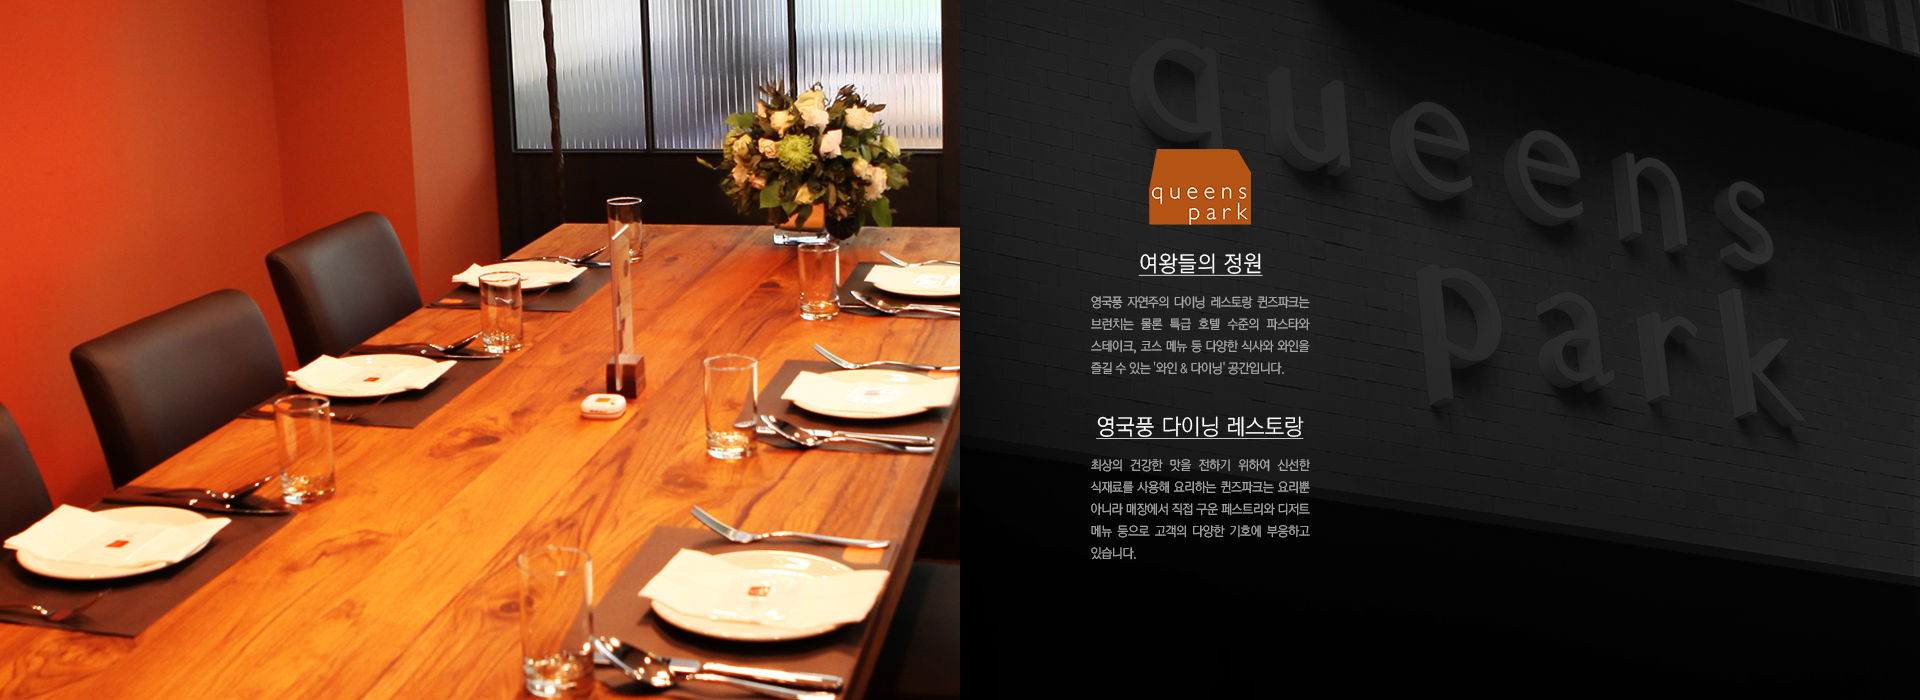 queens
park
queens
park
여왕들의 정원
영국풍 자연주의 다이닝 레스토랑 퀸즈파크는
브런치는 물론 특급 호텔 수준의 파스타와
스테이크, 코스 메뉴 등 다양한 식사와 와인을
즐길 수 있는 '와인 & 다이닝' 공간입니다.
영국풍 다이닝 레스토랑
최상의 건강한 맛을 전하기 위하여 신선한
식재료를 사용해 요리하는 퀸즈파크는 요리뿐
아니라 매장에서 직접 구운 페스트리와 디저트
메뉴 등으로 고객의 다양한 기호에 부응하고
있습니다.